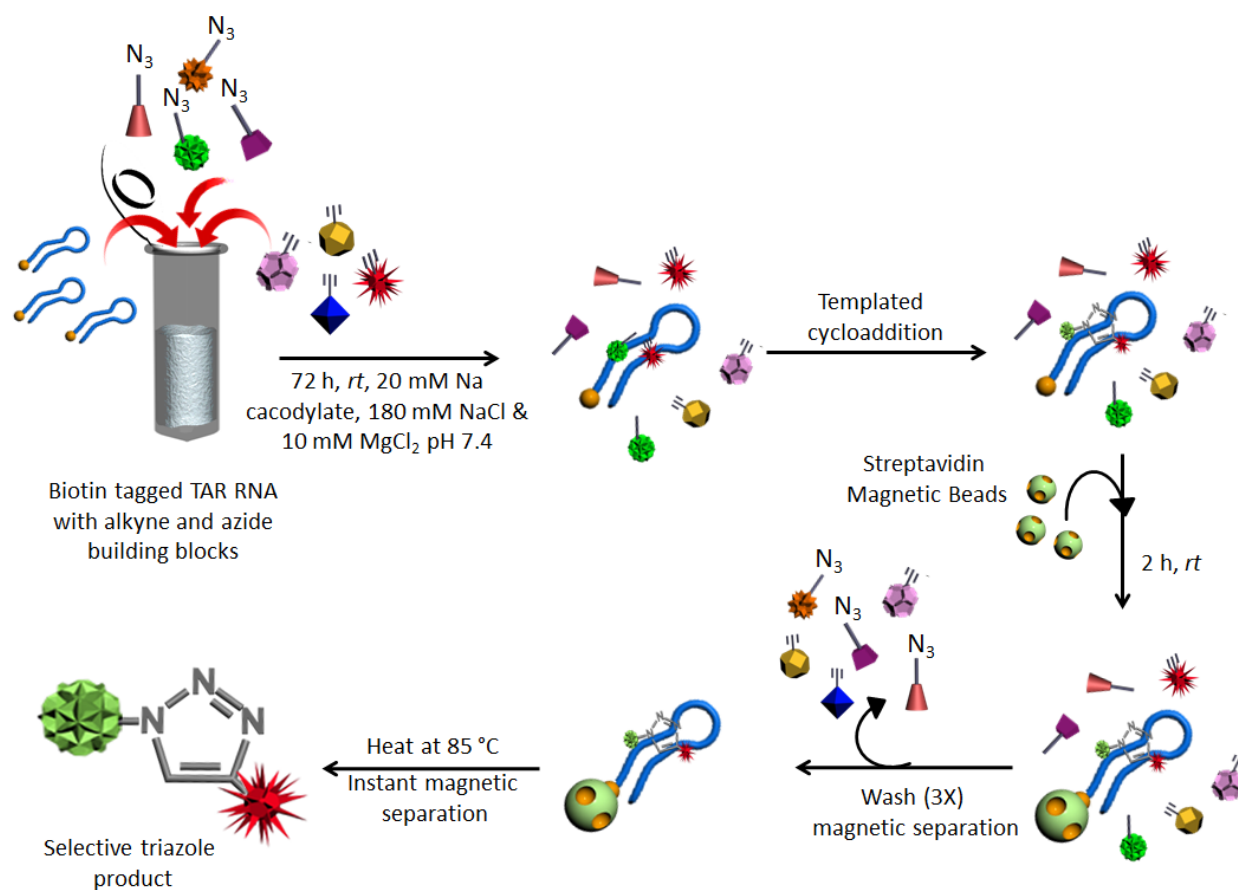 N3
N3
N3
N3
72 h, rt, 20 mM Na
cacodylate, 180 mM NaCl &
10 mM MgCl2 pH 7.4
Biotin tagged TAR RNA
with alkyne and azide
building blocks
Templated
cycloaddition
Streptavidin
Magnetic Beads
2 h, rt
N3
N3
N3
Wash (3X)
magnetic separation
Heat at 85 °C
Instant magnetic
separation
N
N
N
Selective triazole
product